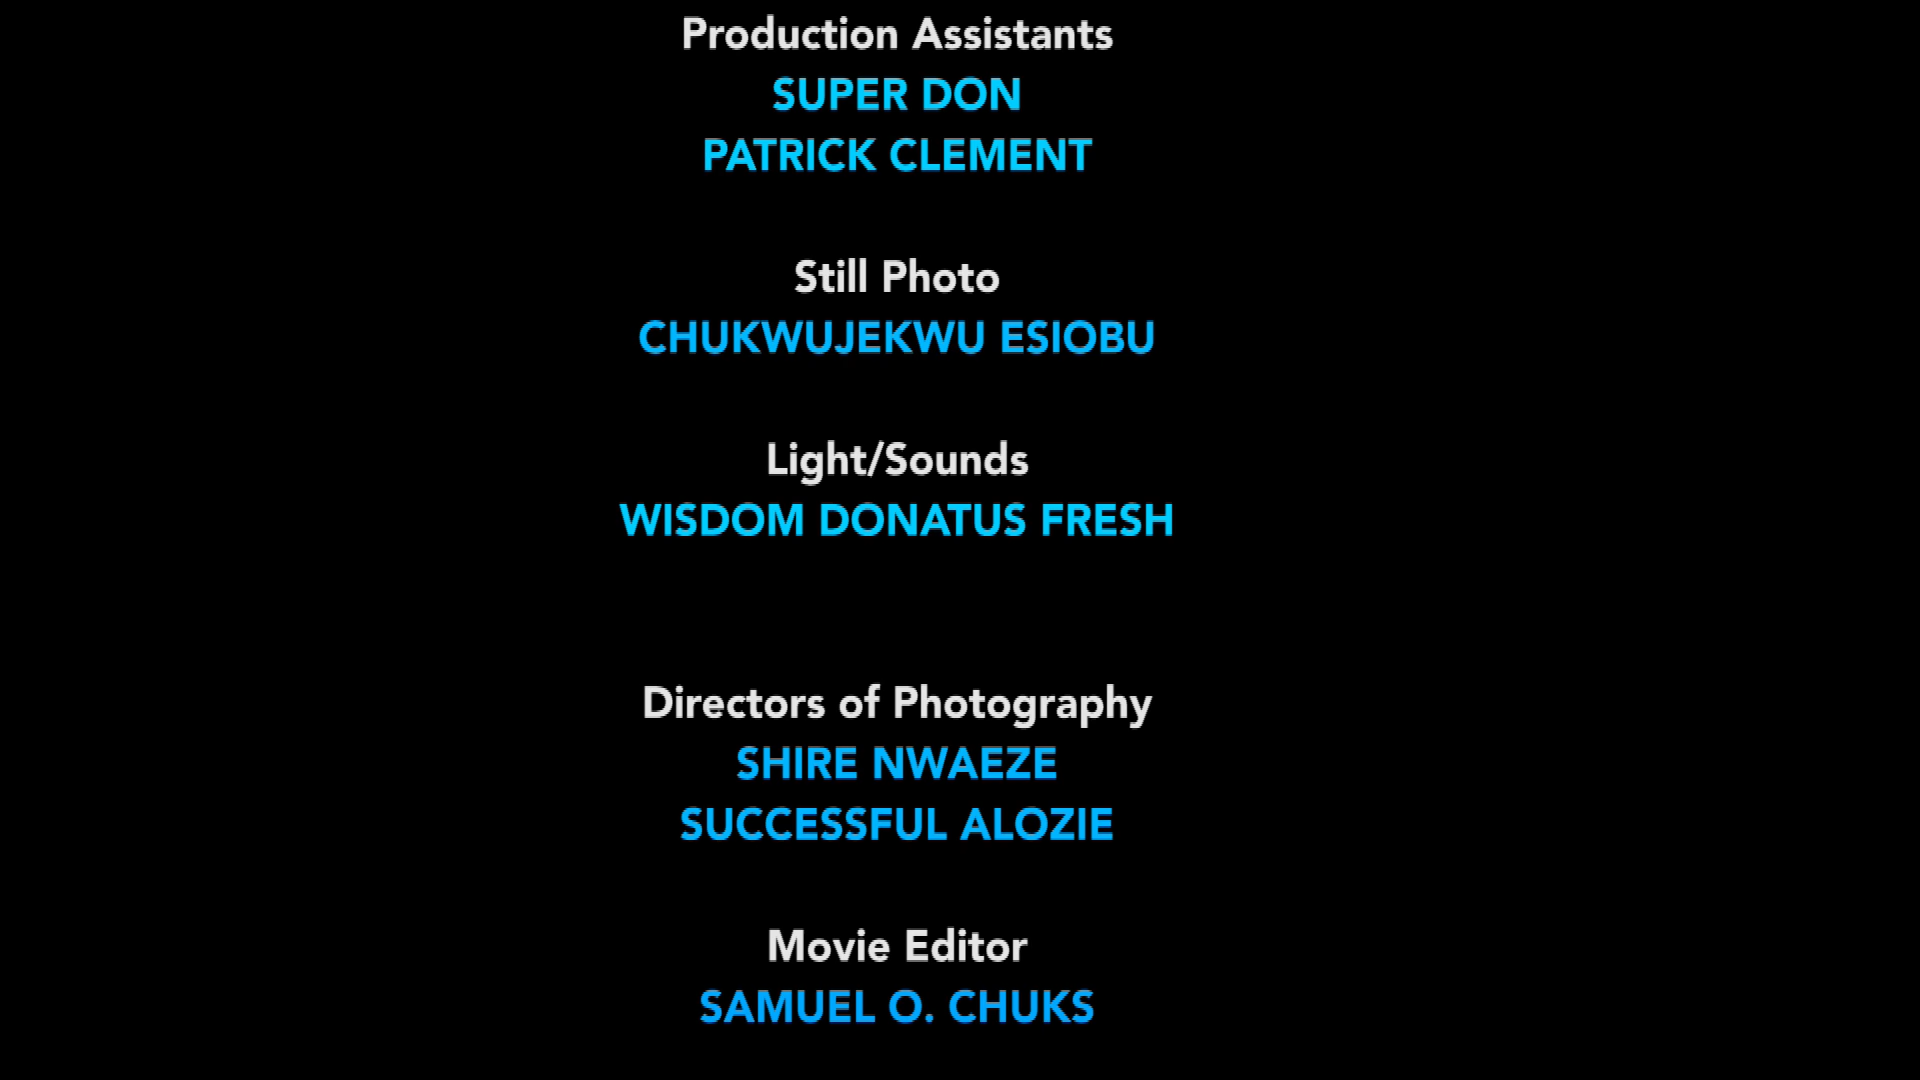 Production Assistants
SUPER DON
PATRICK CLEMENT
Still Photo
CHUKWUJEKWU ESIOBU
Light/Sounds
WISDOM DONATUS FRESH
Directors of Photography
SHIRE NWAEZE
SUCCESSFUL ALOZIE
Movie Editor
SAMUEL O. CHUKS